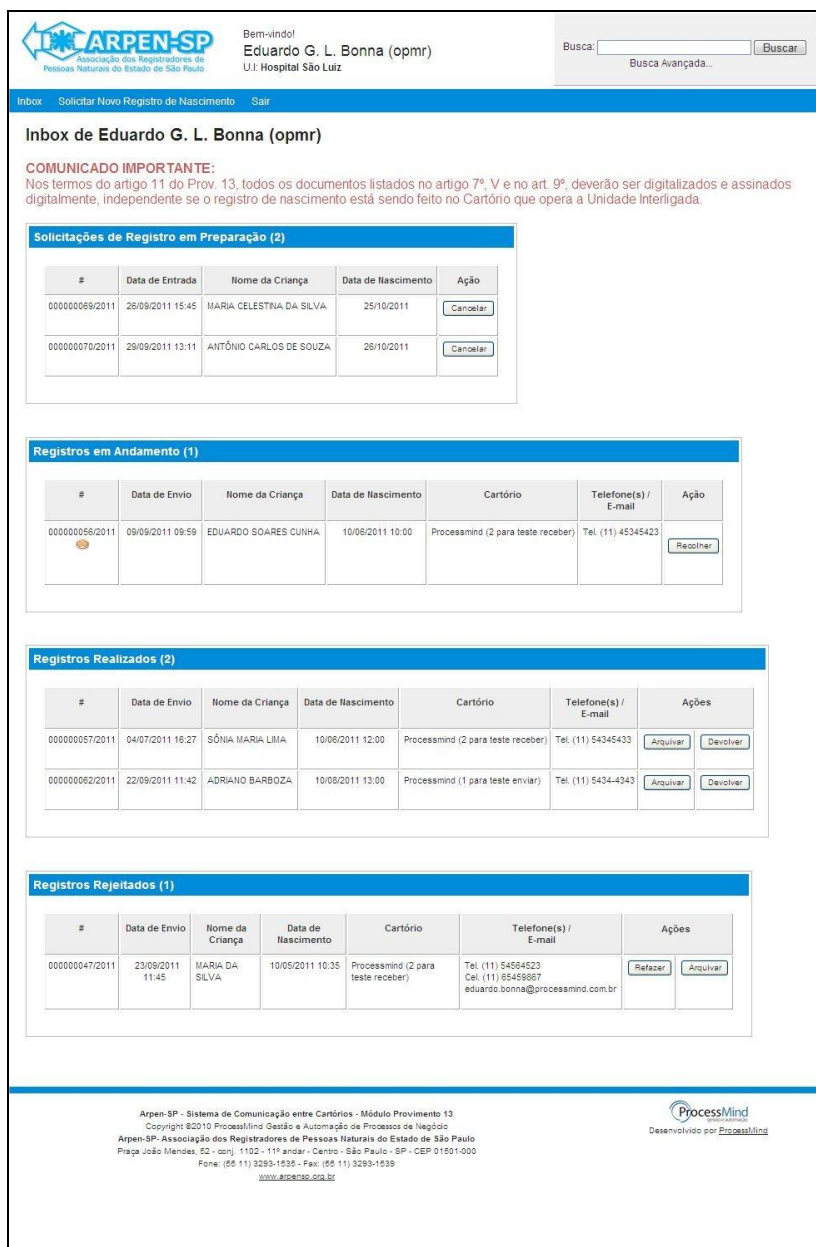 ARPEN-SP
Associação dos Registradores de
Pessoas Naturais do Estado de São Paulo
Bem-vindo!
Eduardo G. L. Bonna (opmr)
U.I: Hospital São Luiz
Busca: Buscar
Busca Avançada...
Inbox Solicitar Novo Registro de Nascimento Sair
Inbox de Eduardo G. L. Bonna (opmr)
COMUNICADO IMPORTANTE:
Nos termos do artigo 11 do Prov. 13, todos os documentos listados no artigo 7º, V e no art. 9º, deverão ser digitalizados e assinados
digitalmente, independente se o registro de nascimento está sendo feito no Cartório que opera a Unidade Interligada.
Solicitações de Registro em Preparação (2)
# Data de Entrada Nome da Criança Data de Nascimento Ação
000000069/2011 26/09/2011 15:45 MARIA CELESTINA DA SILVA 25/10/2011 Cancelar
000000070/2011 29/09/2011 13:11 ANTÔNIO CARLOS DE SOUZA 26/10/2011 Cancelar
Registros em Andamento (1)
# Data de Envio Nome da Criança Data de Nascimento Cartório Telefone(s) / Ação
E-mail
000000056/2011 09/09/2011 09:59 EDUARDO SOARES CUNHA 10/06/2011 10:00 Processmind (2 para teste receber) Tel. (11) 45345423 Recolher
Registros Realizados (2)
# Data de Envio Nome da Criança Data de Nascimento Cartório Telefone(s) / Ações
E-mail
000000057/2011 04/07/2011 16:27 SÔNIA MARIA LIMA 10/06/2011 12:00 Processmind (2 para teste receber) Tel. (11) 54345433 Arquivar Devolver
000000062/2011 22/09/2011 11:42 ADRIANO BARBOZA 10/08/2011 13:00 Processmind (1 para teste enviar) Tel. (11) 5434-4343 Arquivar Devolver
Registros Rejeitados (1)
# Data de Envio Nome da Data de Cartório Telefone(s) / Ações
Criança Nascimento E-mail
000000047/2011 23/09/2011 MARIA DA 10/05/2011 10:35 Processmind (2 para Tel. (11) 54564523 Refazer Arquivar
11:45 SILVA teste receber) Cel. (11) 65459867
eduardo.bonna@processmind.com.br
Arpen-SP - Sistema de Comunicação entre Cartórios - Módulo Provimento 13
Copyright ©2010 ProcessMind Gestão e Automação de Processos de Negócio
Arpen-SP- Associação dos Registradores de Pessoas Naturais do Estado de São Paulo
Praça João Mendes, 52 - conj. 1102 - 11º andar - Centro - São Paulo - SP - CEP 01501-000
Fone: (55 11) 3293-1535 - Fax: (55 11) 3293-1539
www.arpensp.org.br
ProcessMind
gestão e automação
Desenvolvido por ProcessMind